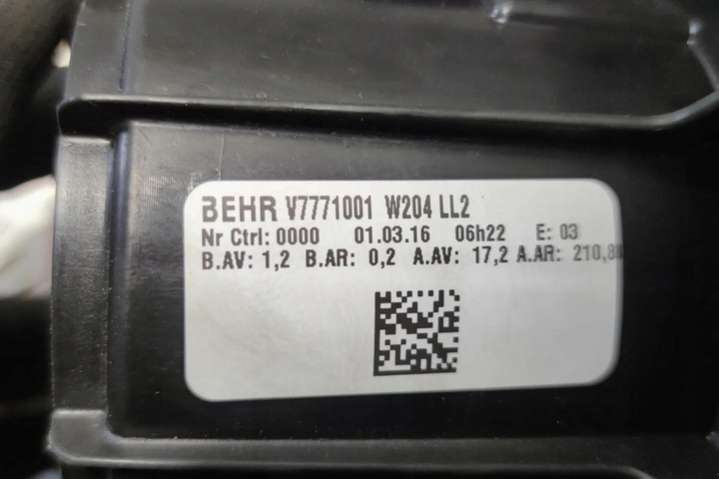 BEHR V7771001 W204 LL2
Nr Ctrl: 0000 01.03.16 06h22 E: 03
B.AV: 1,2 B.AR: 0,2 A.AV: 17,2 A.AR: